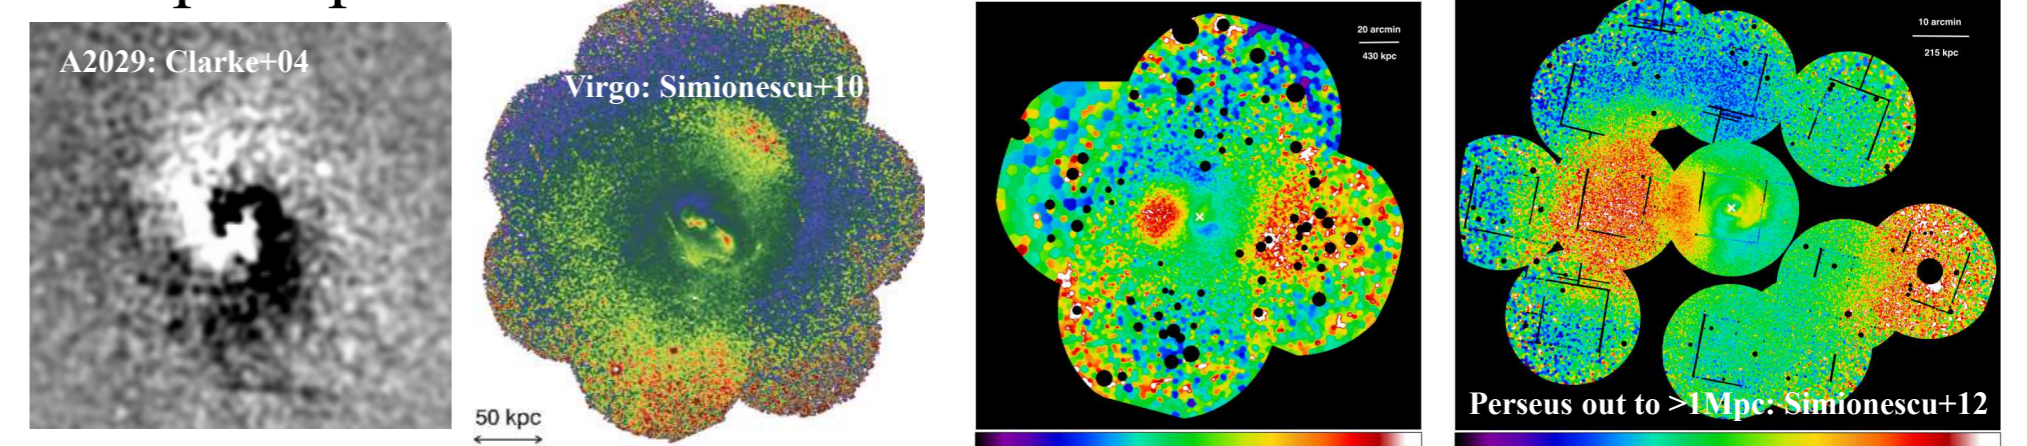 A2029: Clarke+04
Virgo: Simionescu+10
50 kpc
20 arcmin
430 kpc
10 arcmin
215 kpc
Perseus out to >1Mpc: Simionescu+12